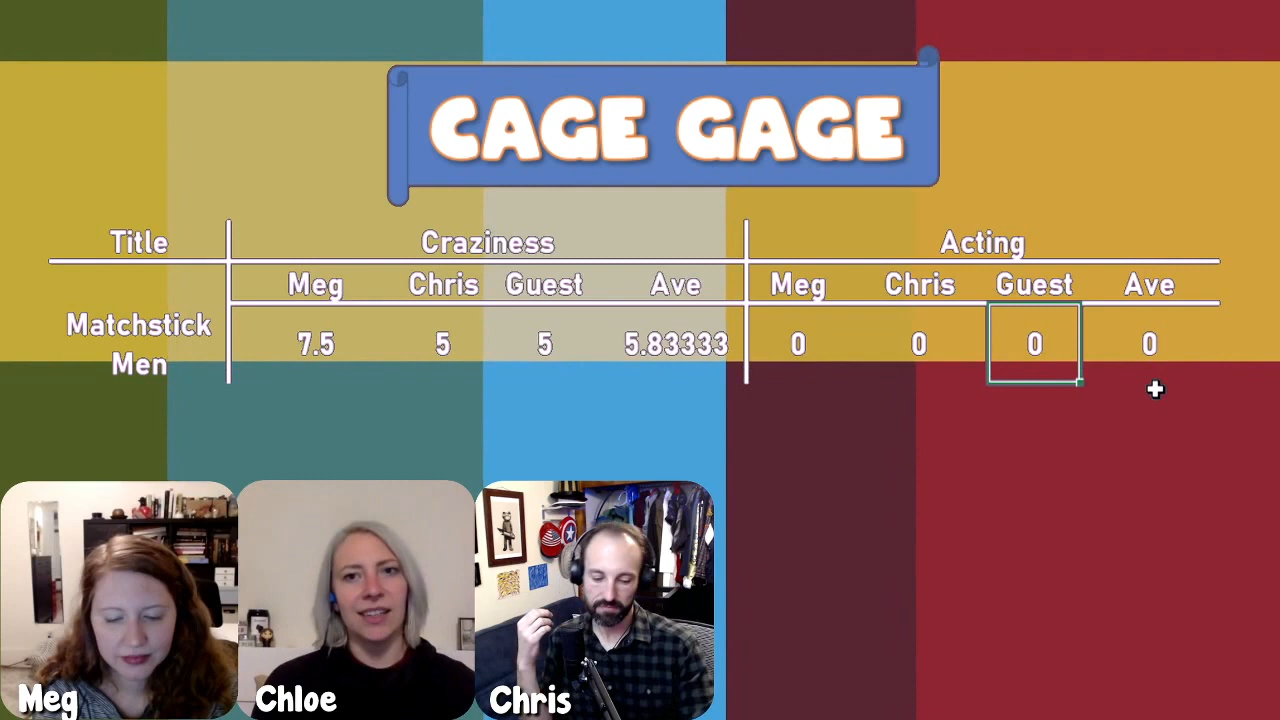 CAGE GAGE
Title Craziness Acting
Meg Chris Guest Ave Meg Chris Guest Ave
Matchstick
Men 7.5 5 5 5.83333 0 0 0 0
Meg Chloe Chris